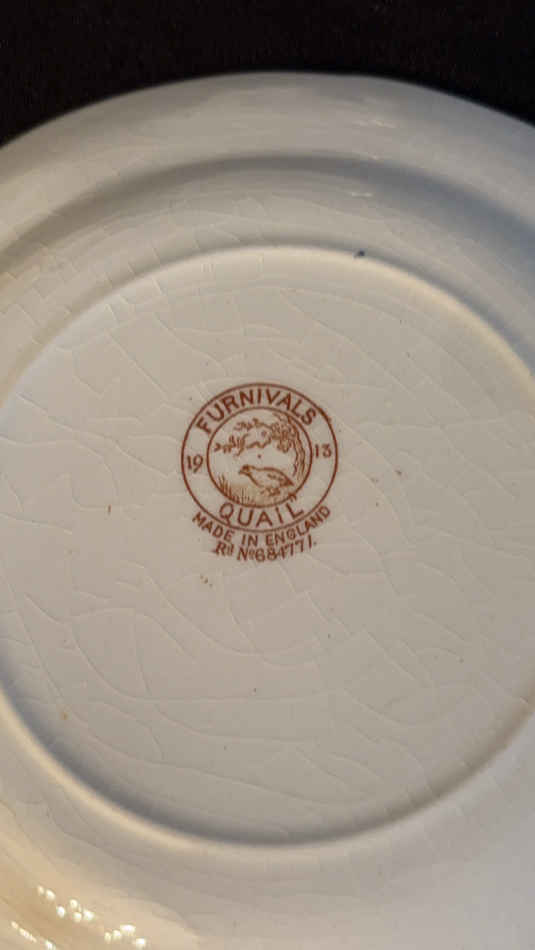 FURNIVALS
19 13
QUAIL
MADE IN ENGLAND
Rd No 684771.